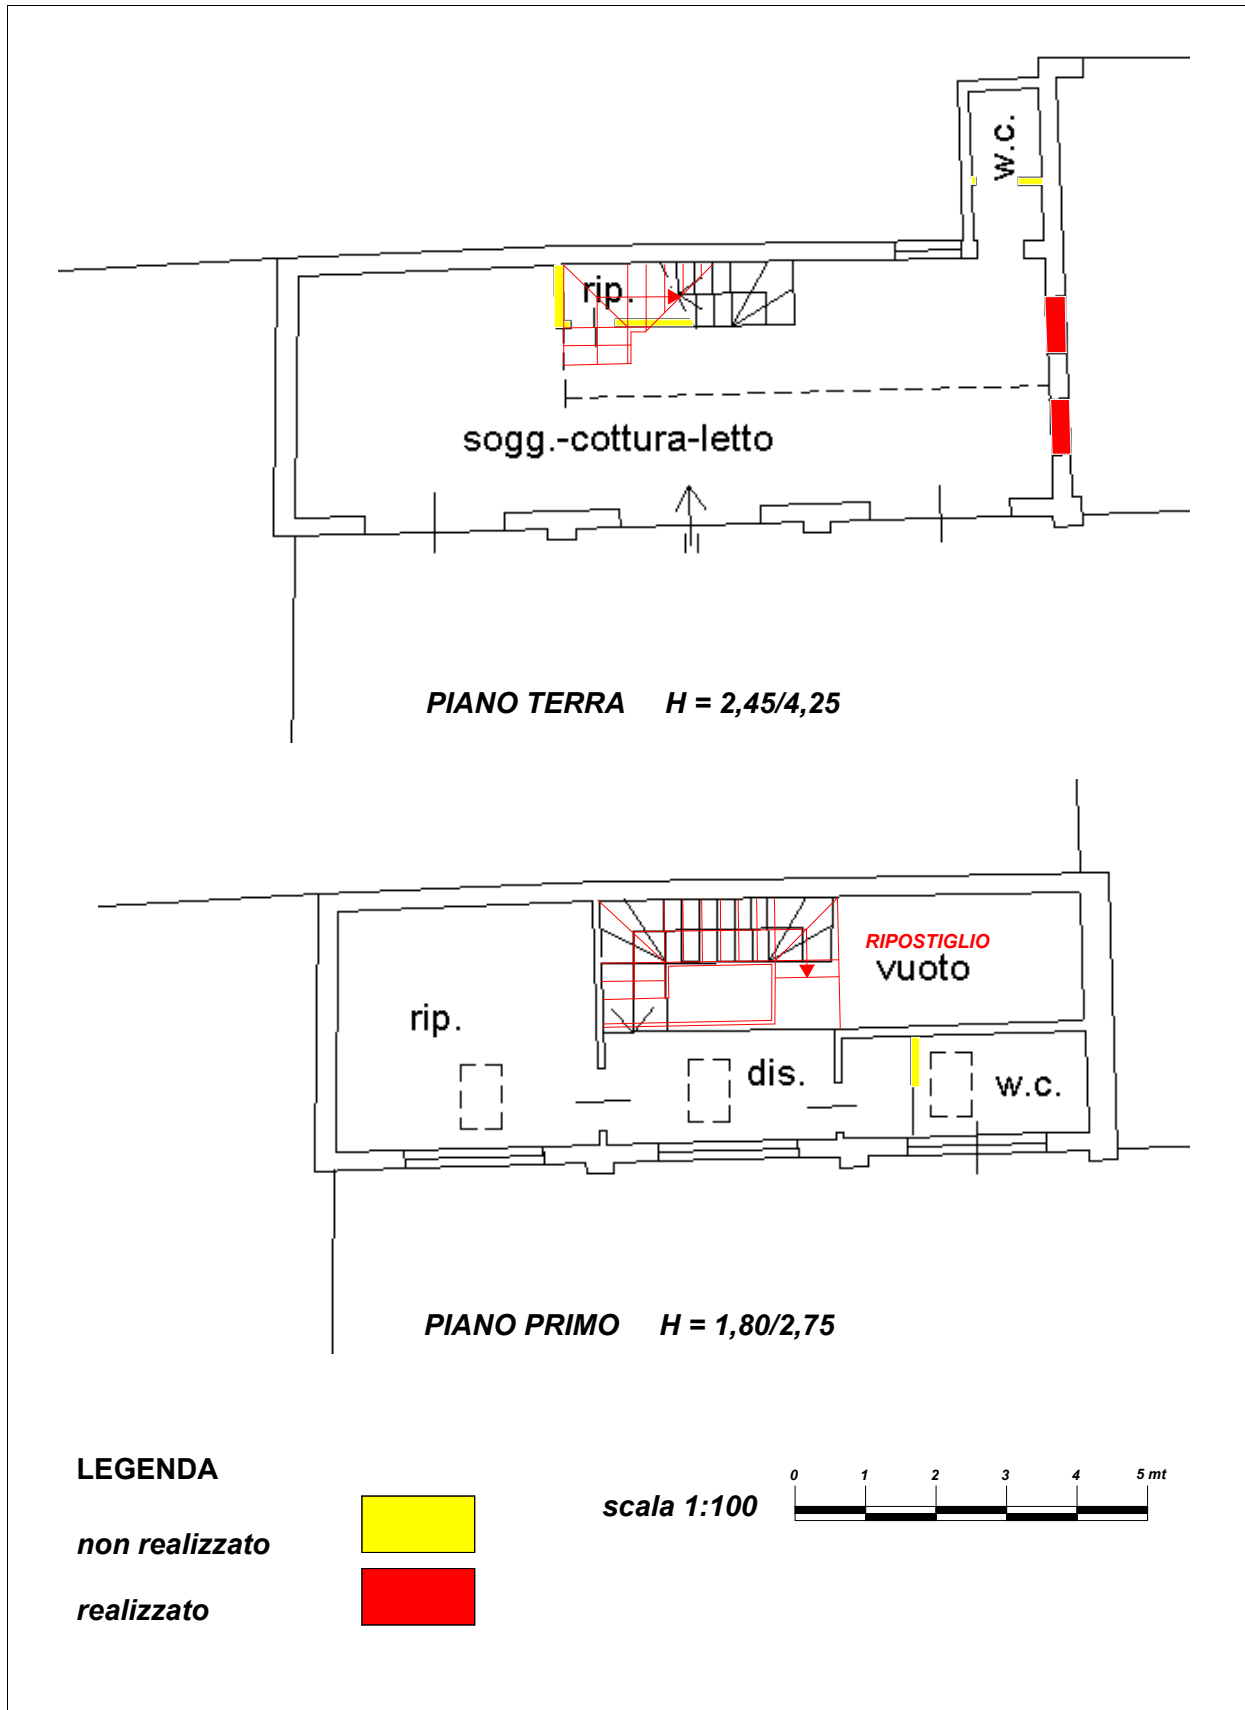 w.c.
rip.
sogg.-cottura-letto
PIANO TERRA H = 2,45/4,25
RIPOSTIGLIO
vuoto
rip.
dis.
w.c.
PIANO PRIMO H = 1,80/2,75
LEGENDA
non realizzato
realizzato
scala 1:100
0 1 2 3 4 5 mt